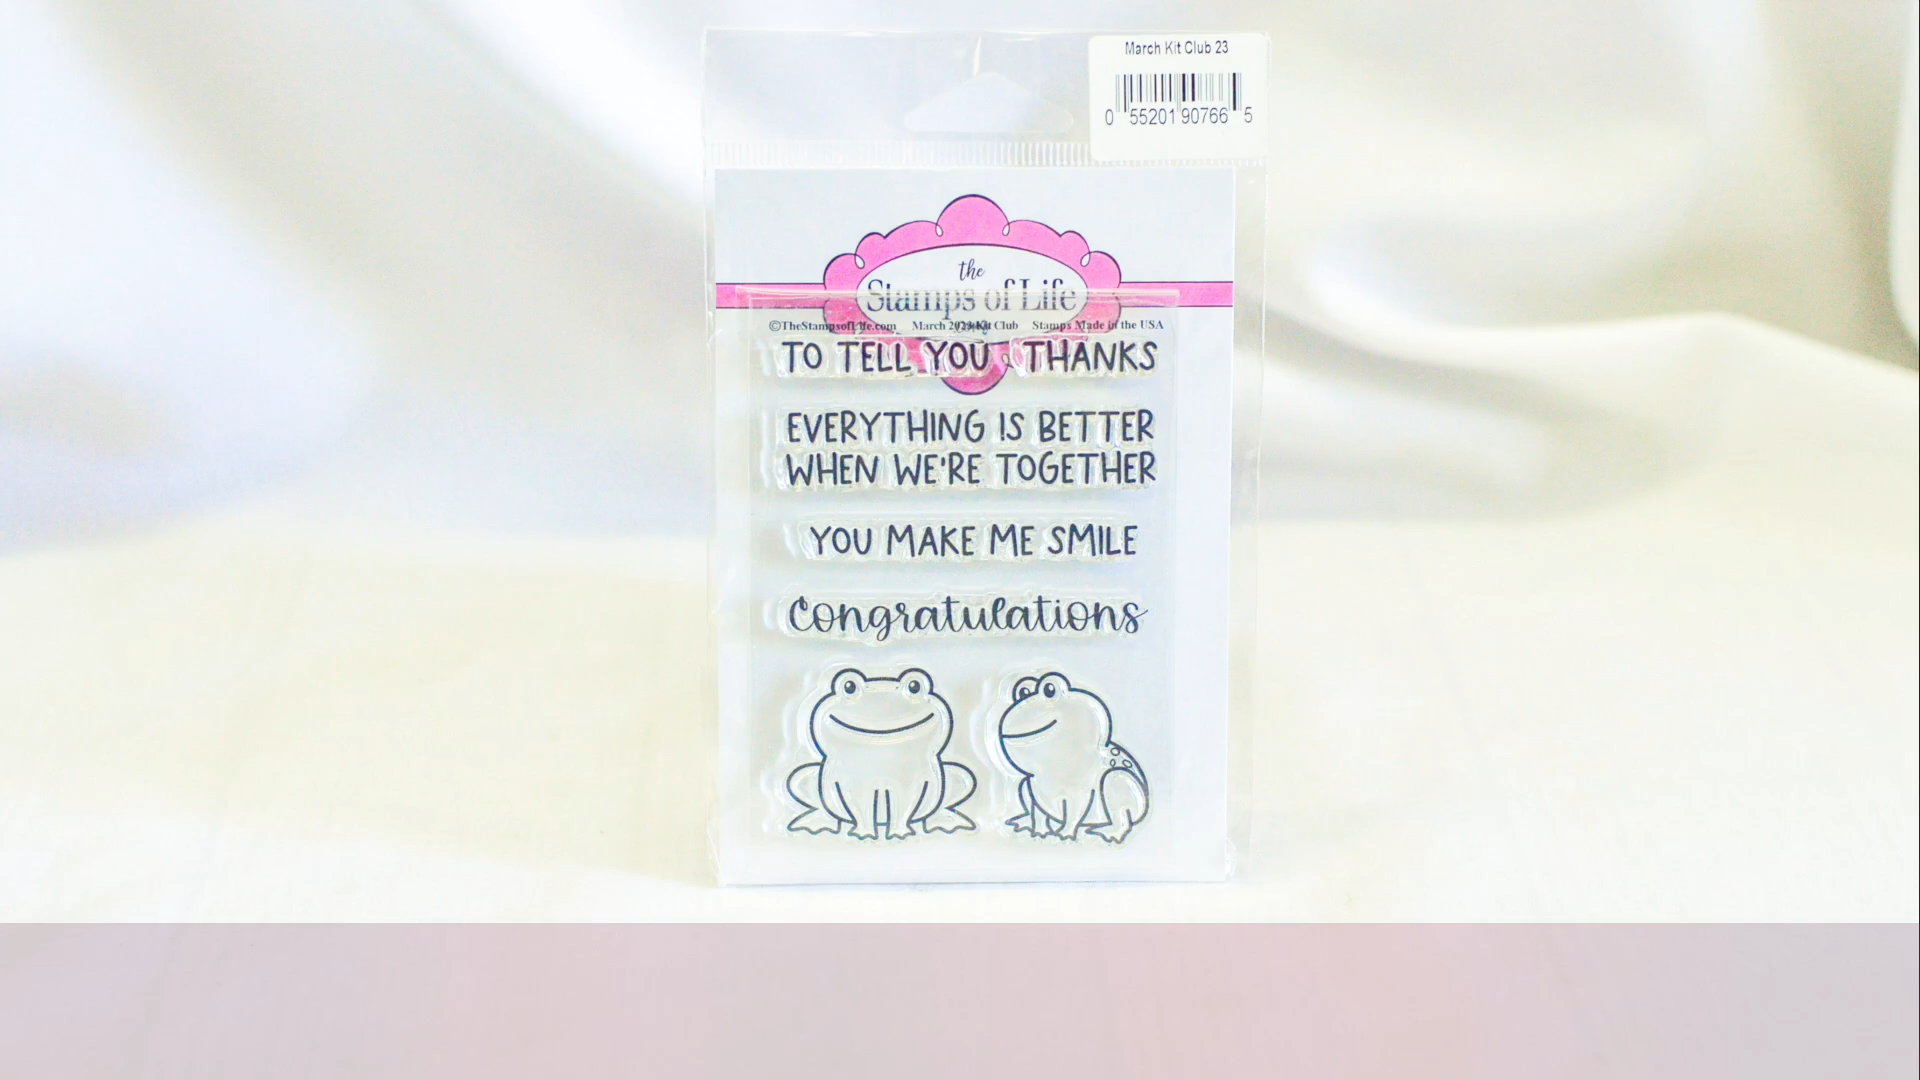 March Kit Club 23
0 55201 90766 5
the
Stamps of Life
©TheStampsofLife.com March 2023 Kit Club Stamps Made in the USA
TO TELL YOU THANKS
EVERYTHING IS BETTER
WHEN WE'RE TOGETHER
YOU MAKE ME SMILE
Congratulations